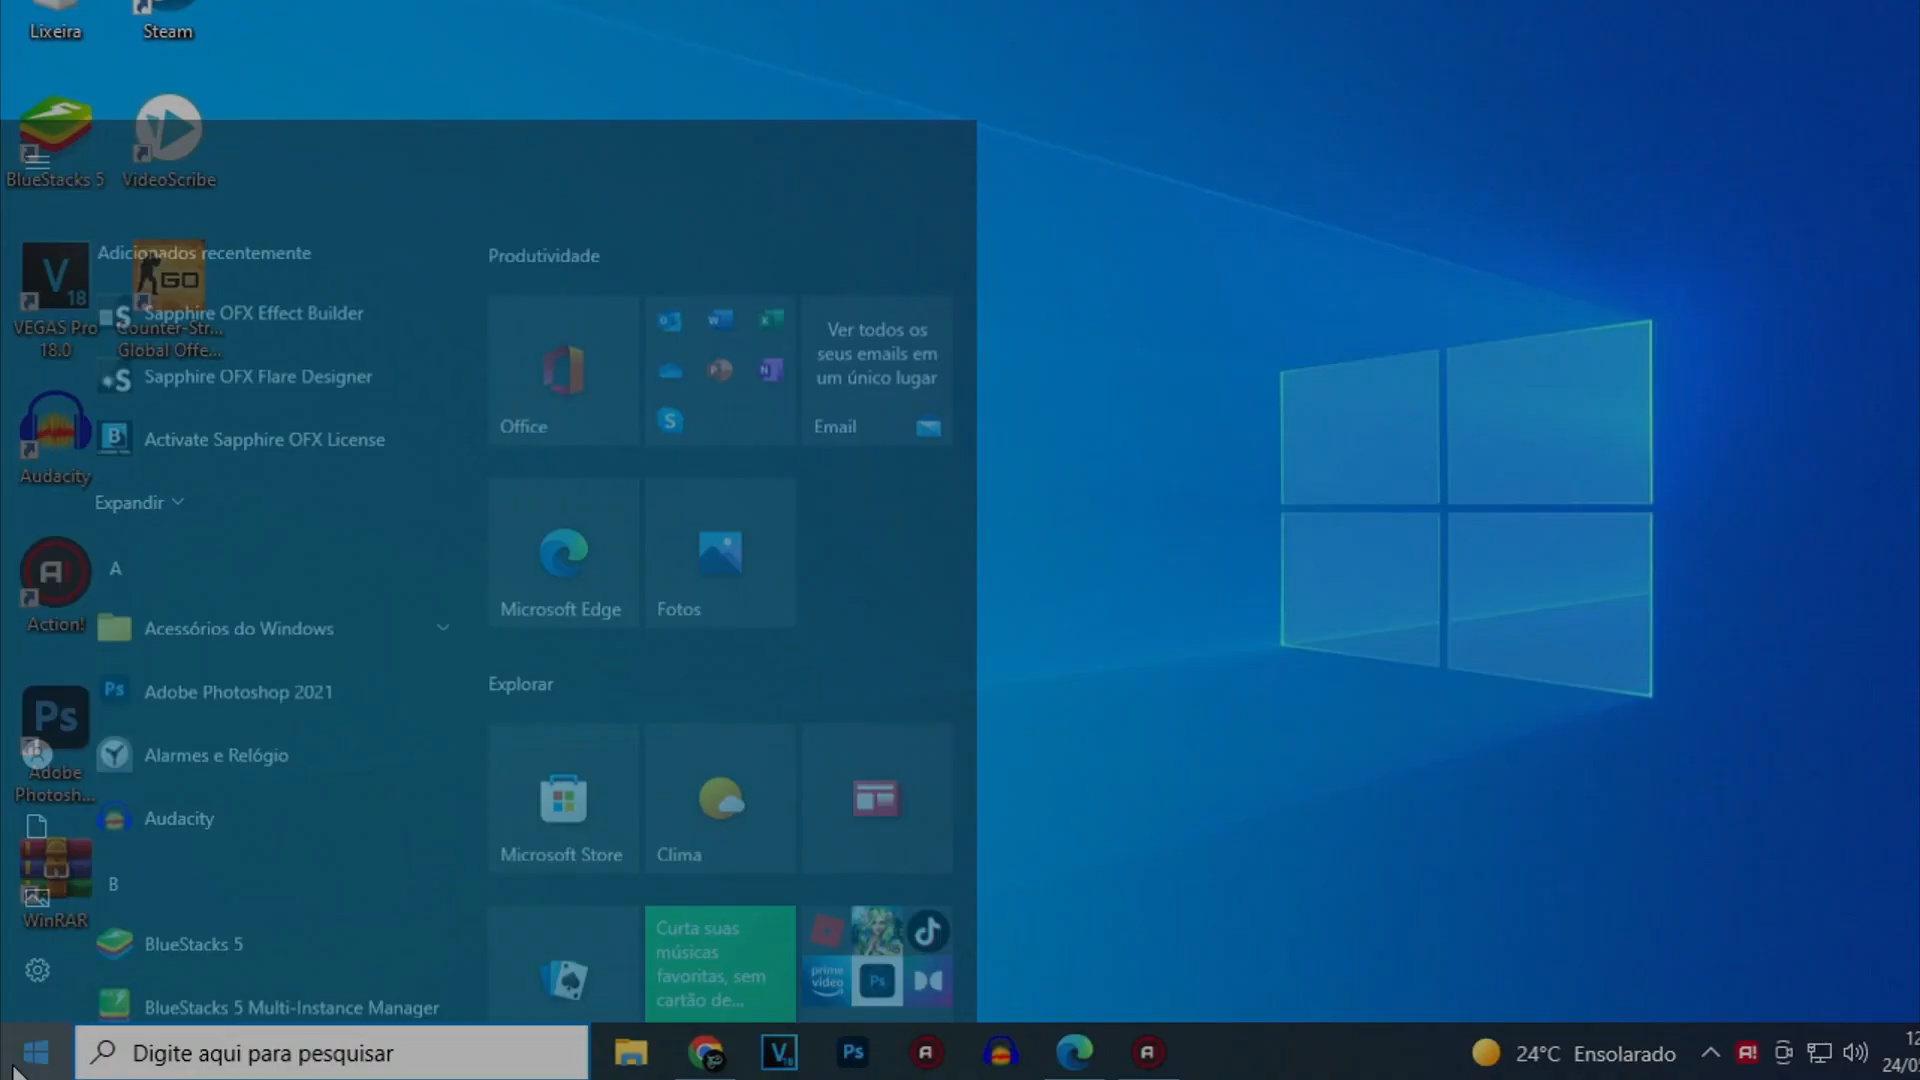 Lixeira
Steam
BlueStacks 5
VideoScribe
VEGAS Pro
18.0
Counter-Str...
Global Offe...
Audacity
Action!
Adobe
Photosh...
WinRAR
Adicionados recentemente
Sapphire OFX Effect Builder
Sapphire OFX Flare Designer
Activate Sapphire OFX License
Expandir
A
Acessórios do Windows
Adobe Photoshop 2021
Alarmes e Relógio
Audacity
B
BlueStacks 5
BlueStacks 5 Multi-Instance Manager
Produtividade
Office
Ver todos os
seus emails em
um único lugar
Email
Microsoft Edge
Fotos
Explorar
Microsoft Store
Clima
Curta suas
músicas
favoritas, sem
cartão de...
prime
video
Ps
Digite aqui para pesquisar
24°C Ensolarado